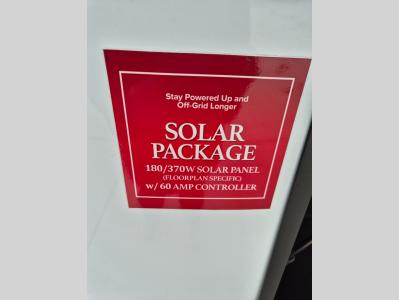 Stay Powered Up and
Off-Grid Longer
SOLAR
PACKAGE
180/370W SOLAR PANEL
(FLOORPLAN SPECIFIC)
w/ 60 AMP CONTROLLER